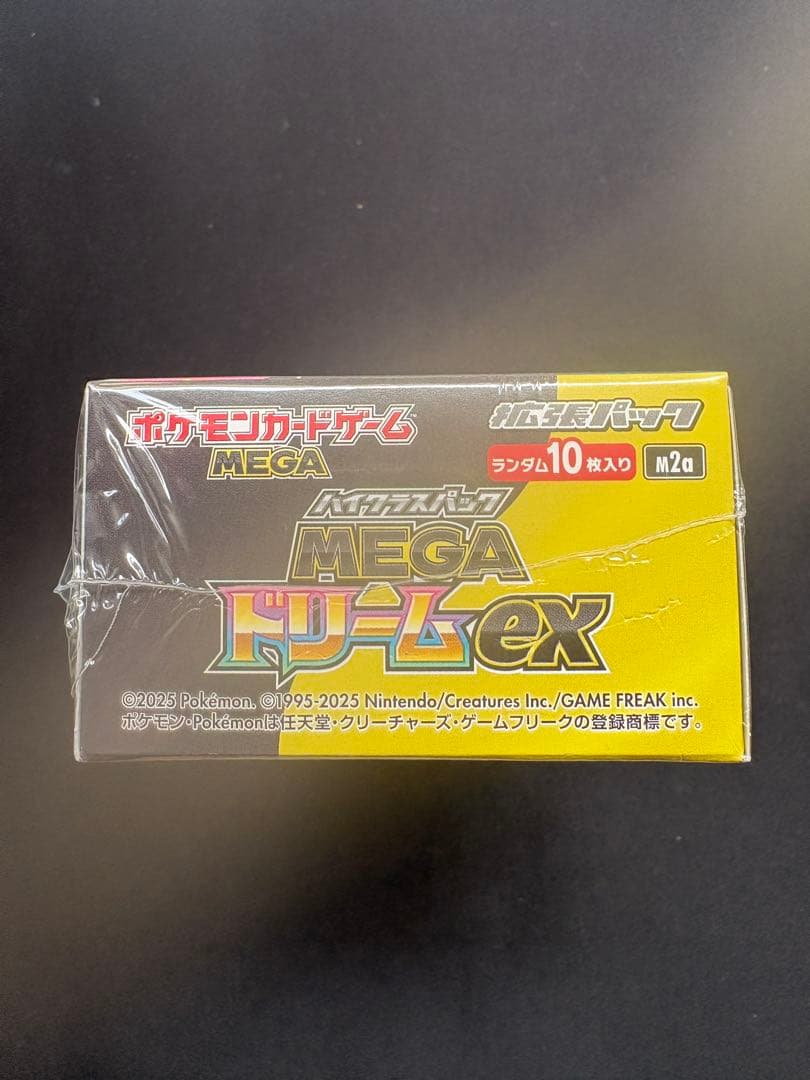 ポケモンカードゲーム
MEGA
拡張パック
ランダム10枚入り
M2a
ハイクラスパック
MEGA
ドリームex
©2025 Pokémon. ©1995-2025 Nintendo/Creatures Inc./GAME FREAK inc.
ポケモン・Pokémonは任天堂・クリーチャーズ・ゲームフリークの登録商標です。